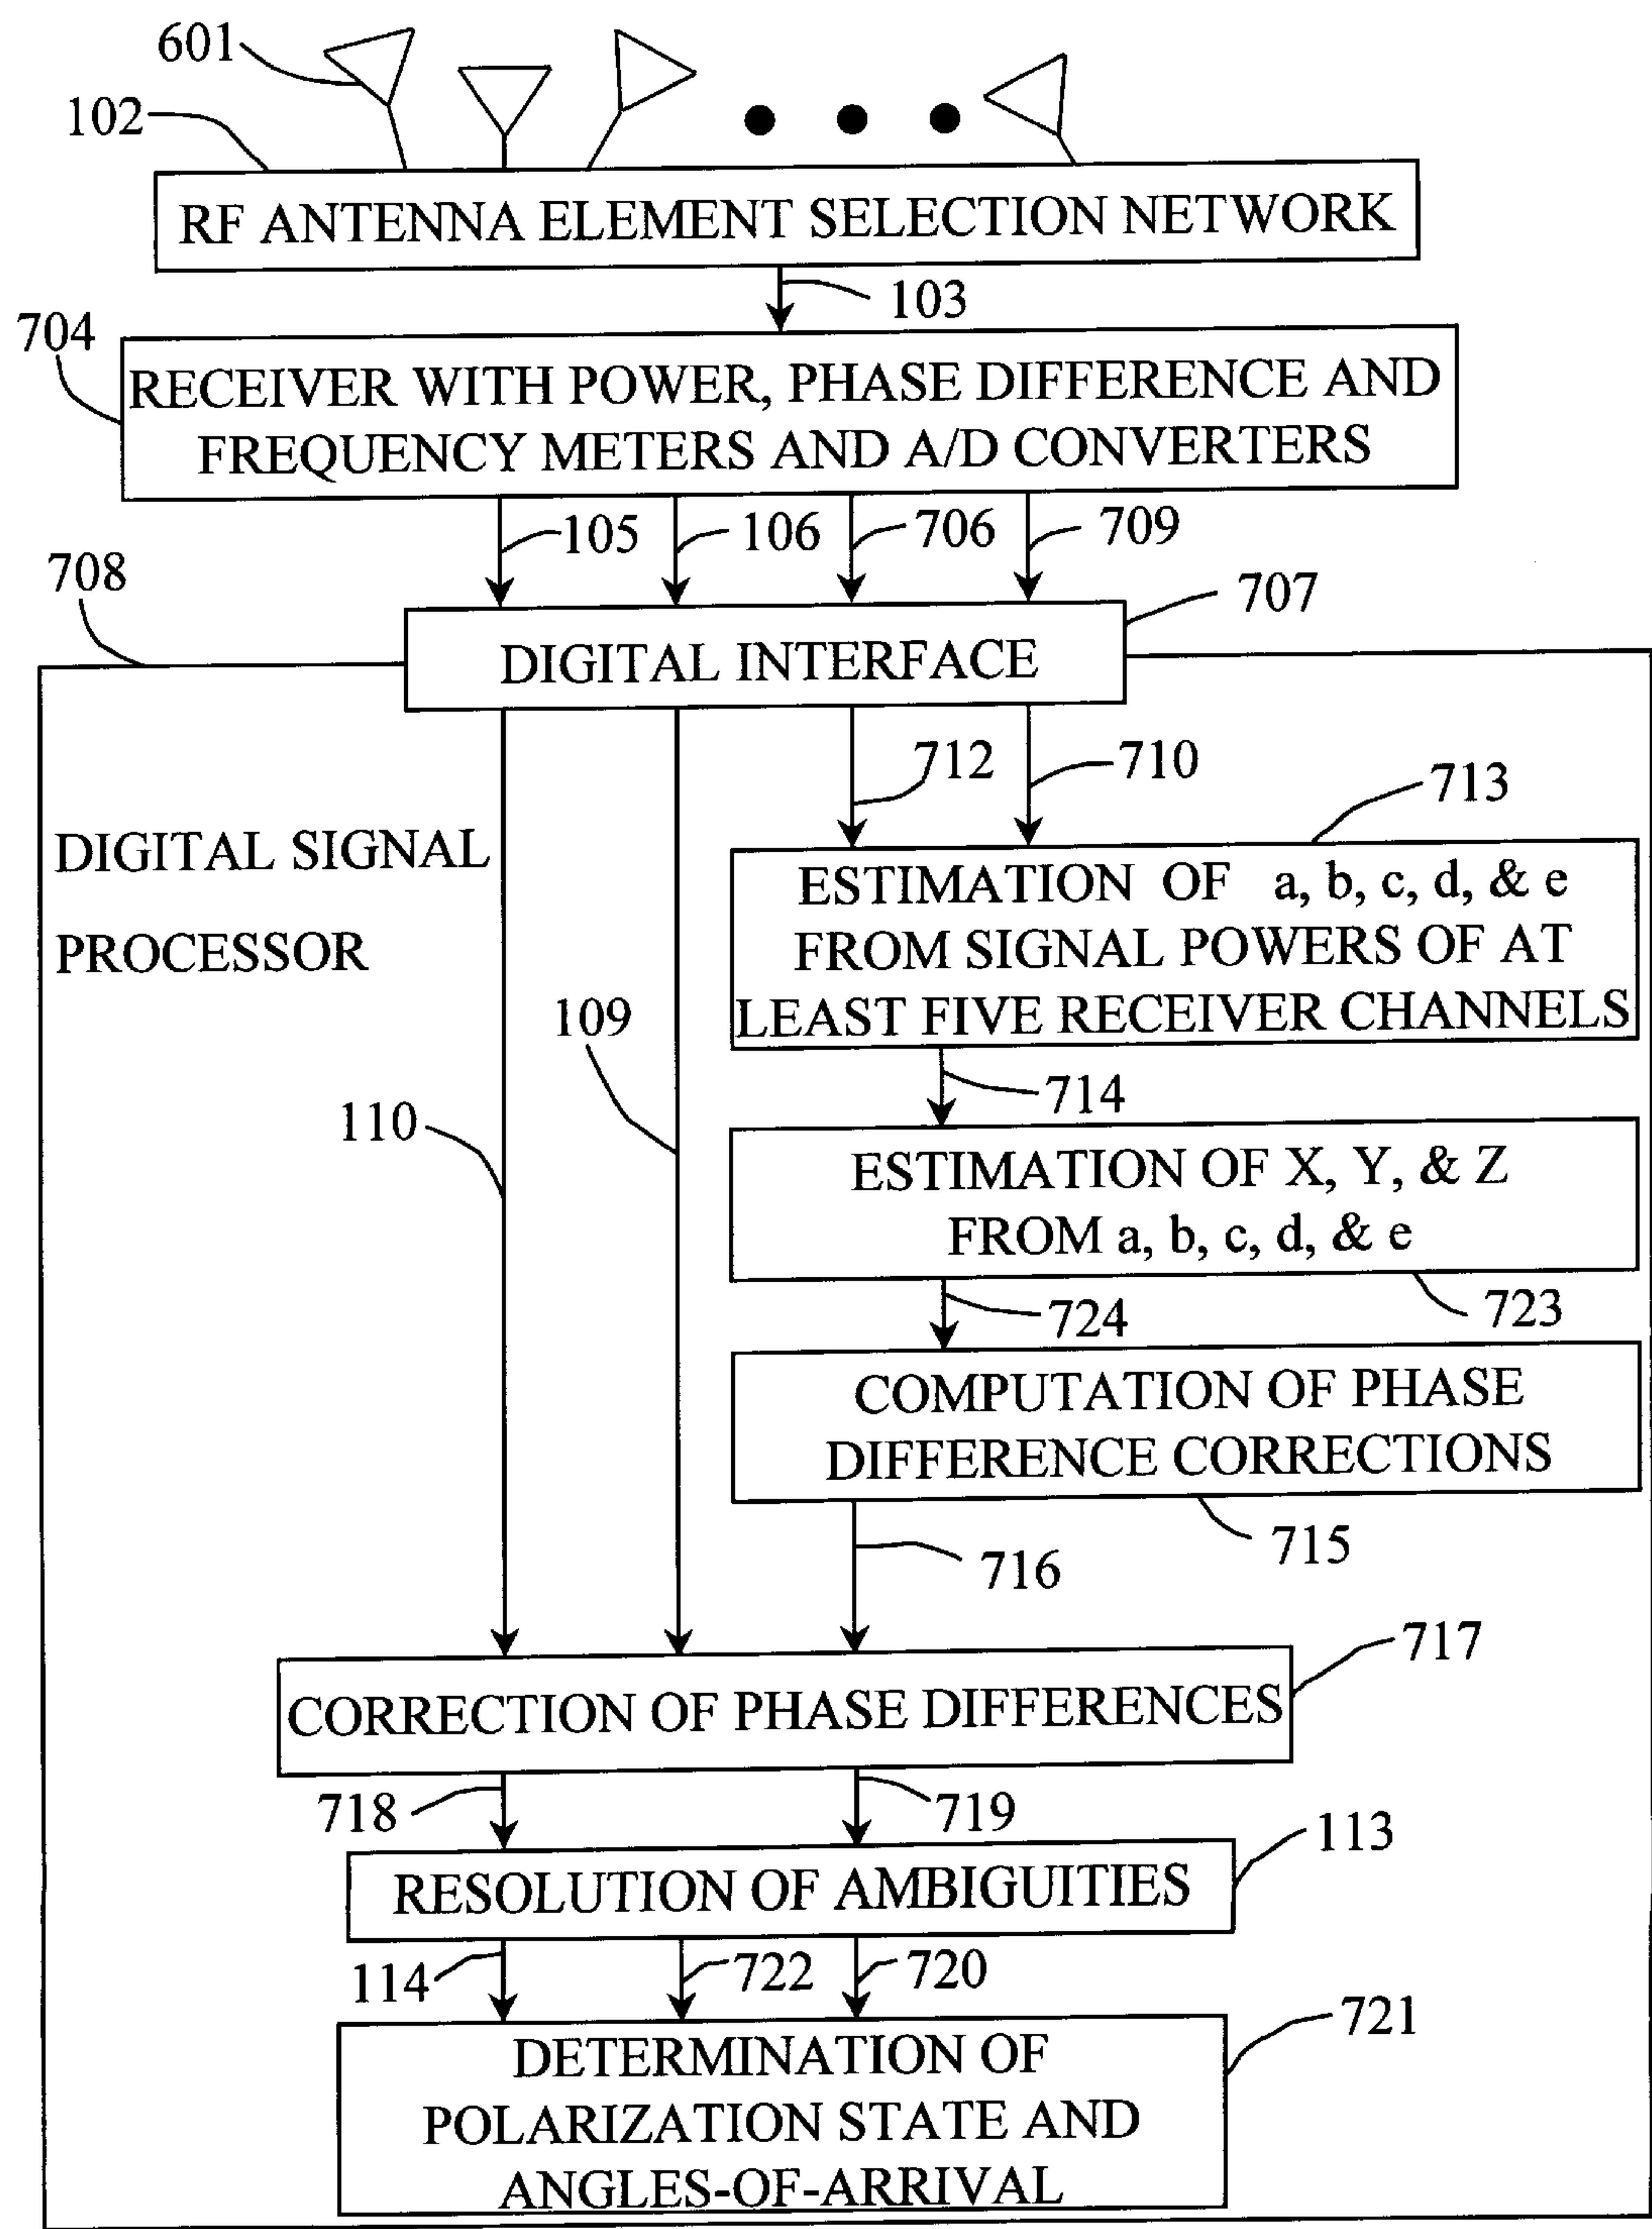 601
102
RF ANTENNA ELEMENT SELECTION NETWORK
103
704
RECEIVER WITH POWER, PHASE DIFFERENCE AND
FREQUENCY METERS AND A/D CONVERTERS
105
106
706
709
708
707
DIGITAL INTERFACE
712
710
713
DIGITAL SIGNAL
PROCESSOR
ESTIMATION OF a, b, c, d, & e
FROM SIGNAL POWERS OF AT
LEAST FIVE RECEIVER CHANNELS
109
110
714
ESTIMATION OF X, Y, & Z
FROM a, b, c, d, & e
724
723
COMPUTATION OF PHASE
DIFFERENCE CORRECTIONS
716
715
717
CORRECTION OF PHASE DIFFERENCES
718
719
113
RESOLUTION OF AMBIGUITIES
114
722
720
721
DETERMINATION OF
POLARIZATION STATE AND
ANGLES-OF-ARRIVAL